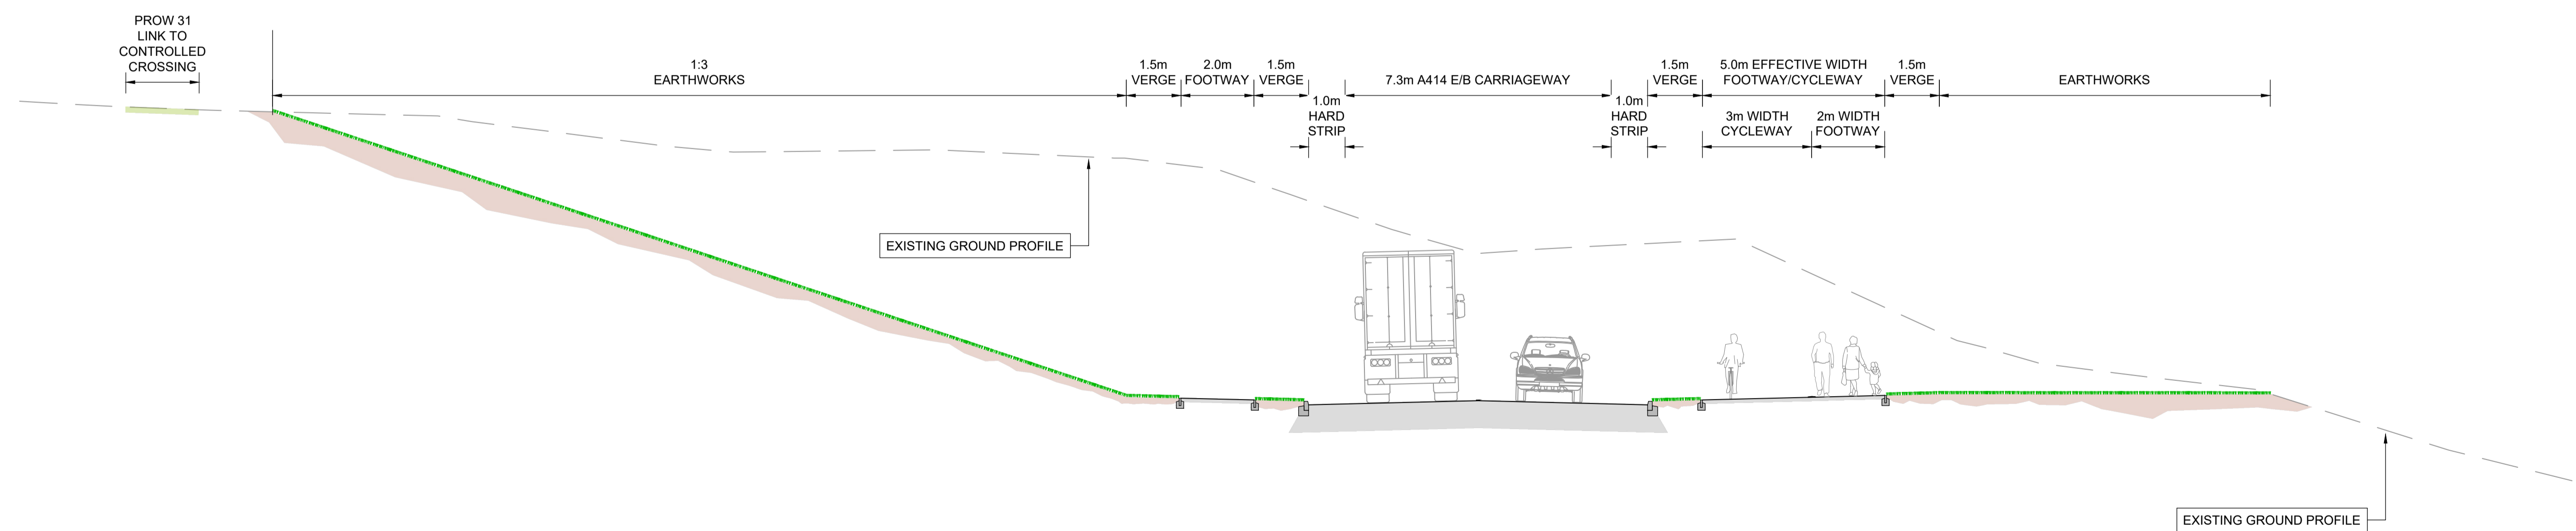 PROW 31
LINK TO
CONTROLLED
CROSSING
1:3
EARTHWORKS
1.5m
VERGE
2.0m
FOOTWAY
1.5m
VERGE
1.0m
HARD
STRIP
7.3m A414 E/B CARRIAGEWAY
1.0m
HARD
STRIP
1.5m
VERGE
5.0m EFFECTIVE WIDTH
FOOTWAY/CYCLEWAY
3m WIDTH
CYCLEWAY
2m WIDTH
FOOTWAY
1.5m
VERGE
EARTHWORKS
EXISTING GROUND PROFILE
EXISTING GROUND PROFILE